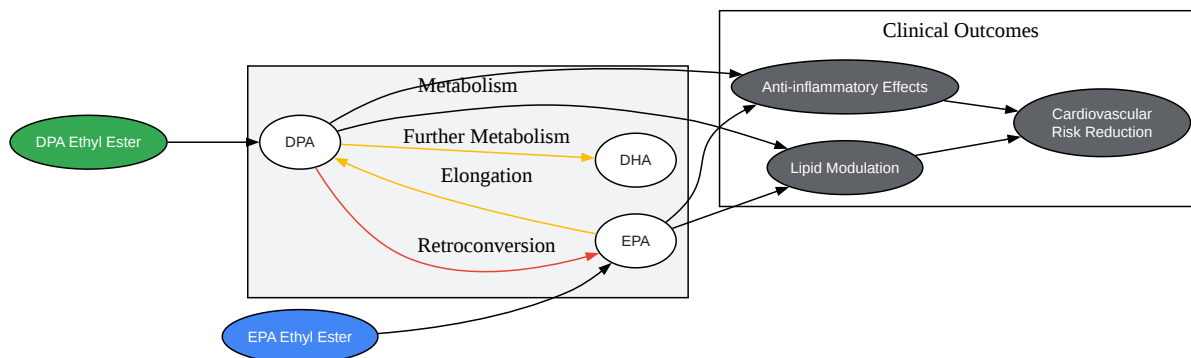 Clinical Outcomes
Metabolism
Anti-inflammatory Effects
Cardiovascular
Risk Reduction
DPA Ethyl Ester
DPA
Further Metabolism
DHA
Lipid Modulation
Elongation
Retroconversion
EPA
EPA Ethyl Ester